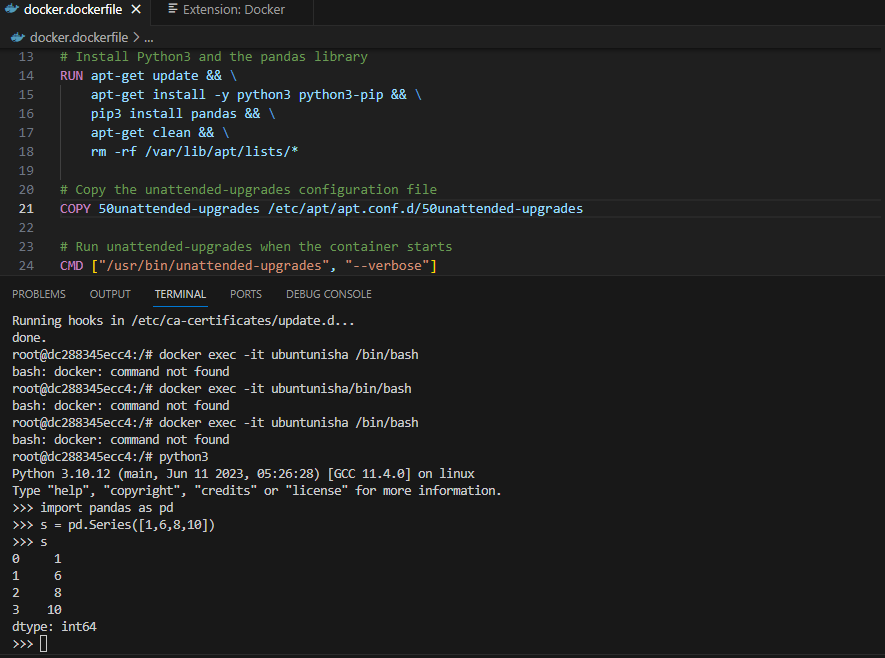 docker.dockerfile ✕ Extension: Docker
docker.dockerfile > ...
13 # Install Python3 and the pandas library
14 RUN apt-get update && \
15 apt-get install -y python3 python3-pip && \
16 pip3 install pandas && \
17 apt-get clean && \
18 rm -rf /var/lib/apt/lists/*
19
20 # Copy the unattended-upgrades configuration file
21 COPY 50unattended-upgrades /etc/apt/apt.conf.d/50unattended-upgrades
22
23 # Run unattended-upgrades when the container starts
24 CMD ["/usr/bin/unattended-upgrades", "--verbose"]
PROBLEMS OUTPUT TERMINAL PORTS DEBUG CONSOLE
Running hooks in /etc/ca-certificates/update.d...
done.
root@dc288345ecc4:/# docker exec -it ubuntunisha /bin/bash
bash: docker: command not found
root@dc288345ecc4:/# docker exec -it ubuntunisha/bin/bash
bash: docker: command not found
root@dc288345ecc4:/# docker exec -it ubuntunisha /bin/bash
bash: docker: command not found
root@dc288345ecc4:/# python3
Python 3.10.12 (main, Jun 11 2023, 05:26:28) [GCC 11.4.0] on linux
Type "help", "copyright", "credits" or "license" for more information.
>>> import pandas as pd
>>> s = pd.Series([1,6,8,10])
>>> s
0 1
1 6
2 8
3 10
dtype: int64
>>>